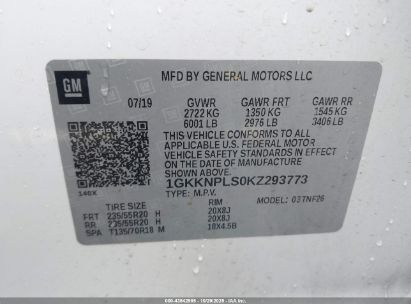 GM
MFD BY GENERAL MOTORS LLC
07/19 GVWR GAWR FRT GAWR RR
2722 KG 1350 KG 1545 KG
6001 LB 2976 LB 3406 LB
THIS VEHICLE CONFORMS TO ALL
APPLICABLE U.S. FEDERAL MOTOR
VEHICLE SAFETY STANDARDS IN EFFECT
ON THE DATE OF MANUFACTURE
SHOWN ABOVE.
1GKKNPLS0KZ293773
TYPE: M.P.V. MODEL: 03TNF26
TIRE SIZE RIM
FRT 235/55R20 H 20X8J
RR 235/55R20 H 20X8J
SPA T135/70R18 M 18X4.5B